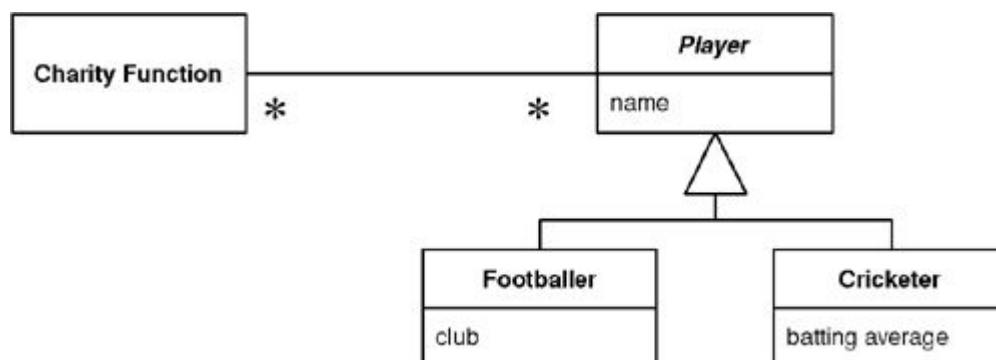 Player
Charity Function
* *
name
Footballer
Cricketer
club
batting average